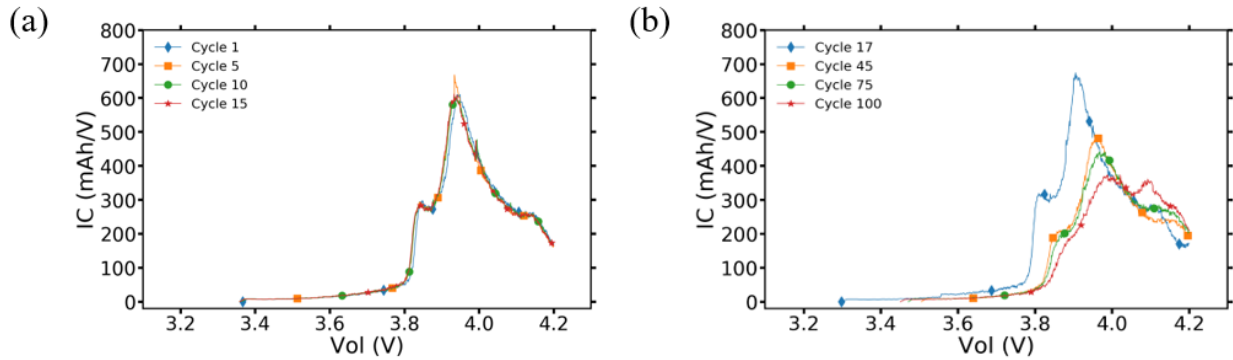 (a)
800
700
600
500
400
300
200
100
0
IC (mAh/V)
Cycle 1
Cycle 5
Cycle 10
Cycle 15
3.2 3.4 3.6 3.8 4.0 4.2
Vol (V)
(b)
800
700
600
500
400
300
200
100
0
IC (mAh/V)
Cycle 17
Cycle 45
Cycle 75
Cycle 100
3.2 3.4 3.6 3.8 4.0 4.2
Vol (V)